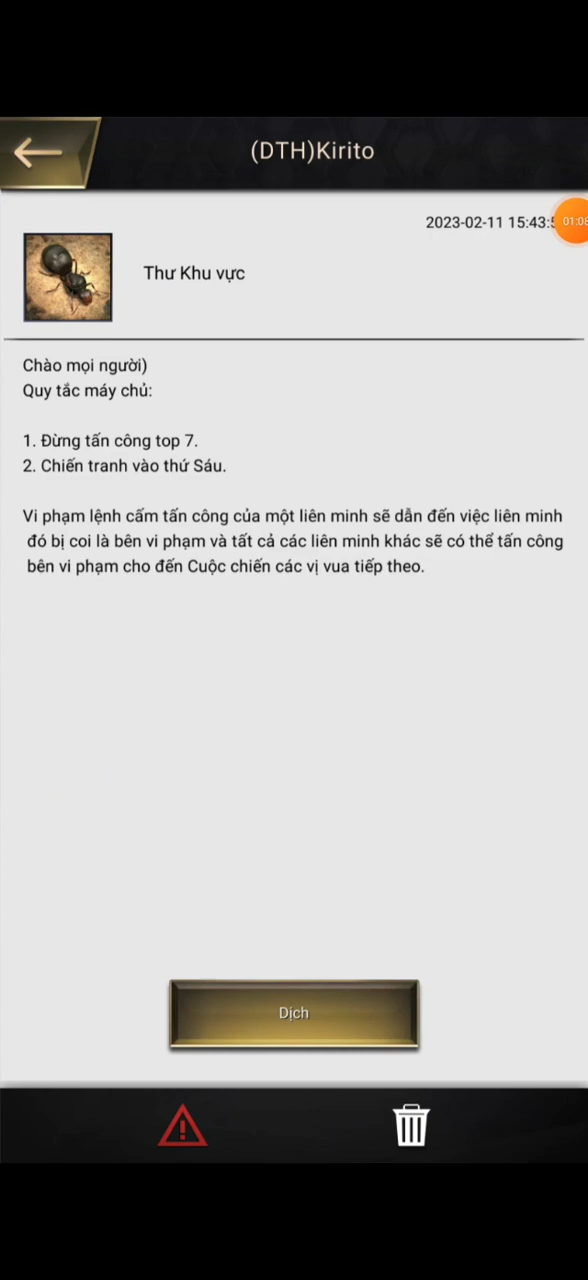 (DTH)Kirito
2023-02-11 15:43:
01:08
Thư Khu vực
Chào mọi người)
Quy tắc máy chủ:
1. Đừng tấn công top 7.
2. Chiến tranh vào thứ Sáu.
Vi phạm lệnh cấm tấn công của một liên minh sẽ dẫn đến việc liên minh
đó bị coi là bên vi phạm và tất cả các liên minh khác sẽ có thể tấn công
bên vi phạm cho đến Cuộc chiến các vị vua tiếp theo.
Dịch